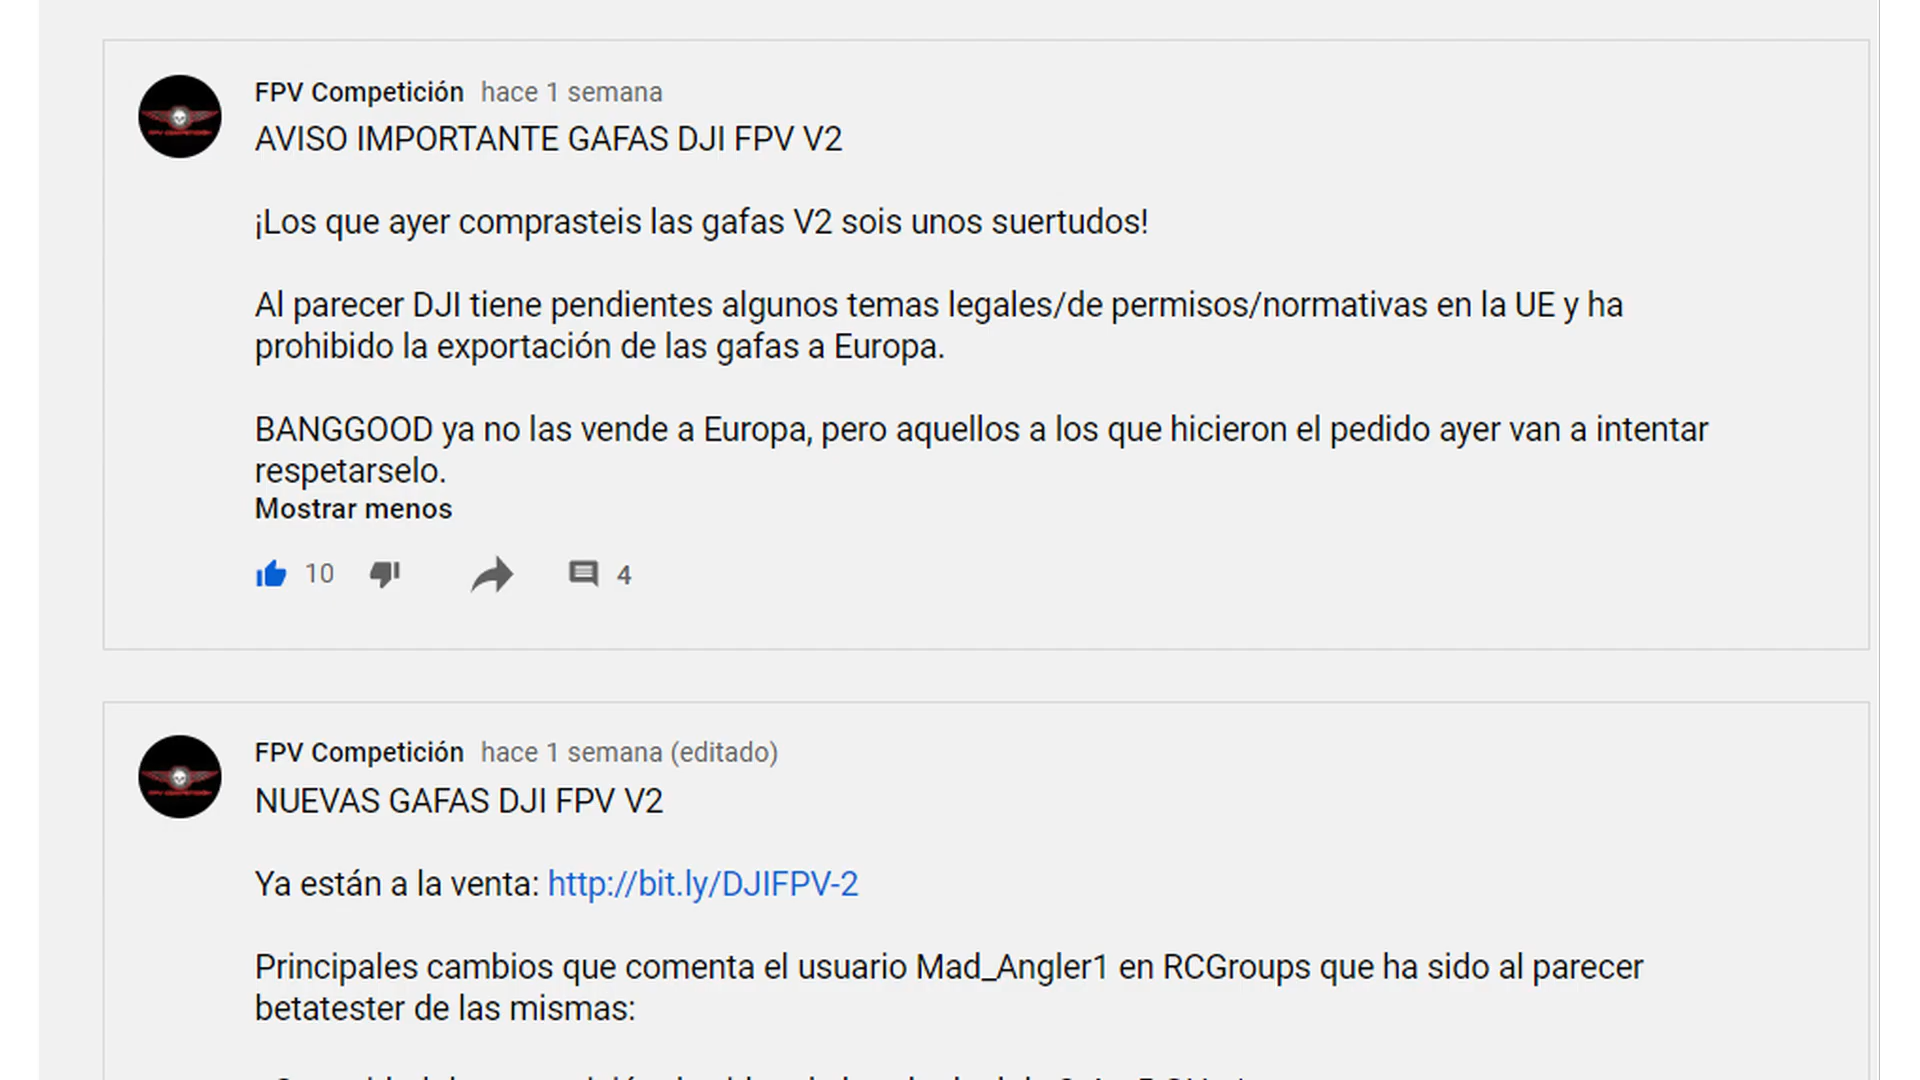 FPV Competición hace 1 semana
AVISO IMPORTANTE GAFAS DJI FPV V2
¡Los que ayer comprasteis las gafas V2 sois unos suertudos!
Al parecer DJI tiene pendientes algunos temas legales/de permisos/normativas en la UE y ha
prohibido la exportación de las gafas a Europa.
BANGGOOD ya no las vende a Europa, pero aquellos a los que hicieron el pedido ayer van a intentar
respetarselo.
Mostrar menos
10 4
FPV Competición hace 1 semana (editado)
NUEVAS GAFAS DJI FPV V2
Ya están a la venta: http://bit.ly/DJIFPV-2
Principales cambios que comenta el usuario Mad_Angler1 en RCGroups que ha sido al parecer
betatester de las mismas: